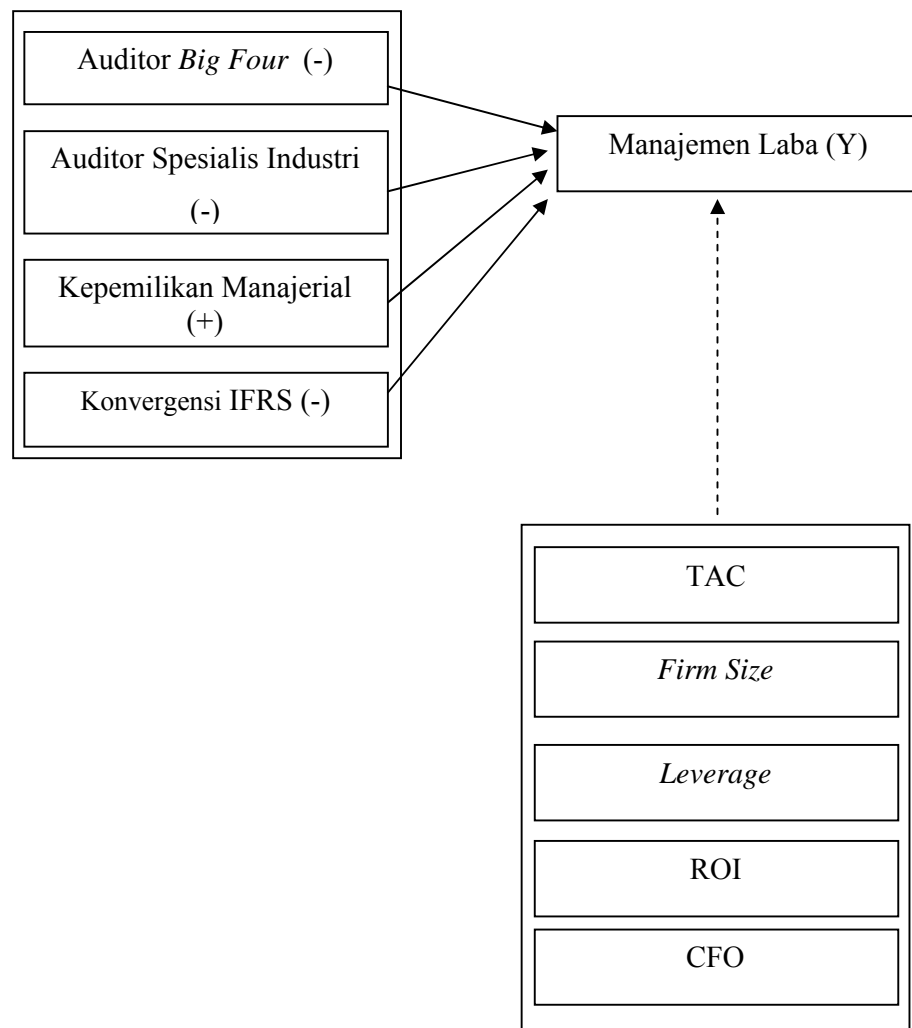 Auditor Big Four (-)
Auditor Spesialis Industri
(-)
Kepemilikan Manajerial
(+)
Konvergensi IFRS (-)
Manajemen Laba (Y)
TAC
Firm Size
Leverage
ROI
CFO